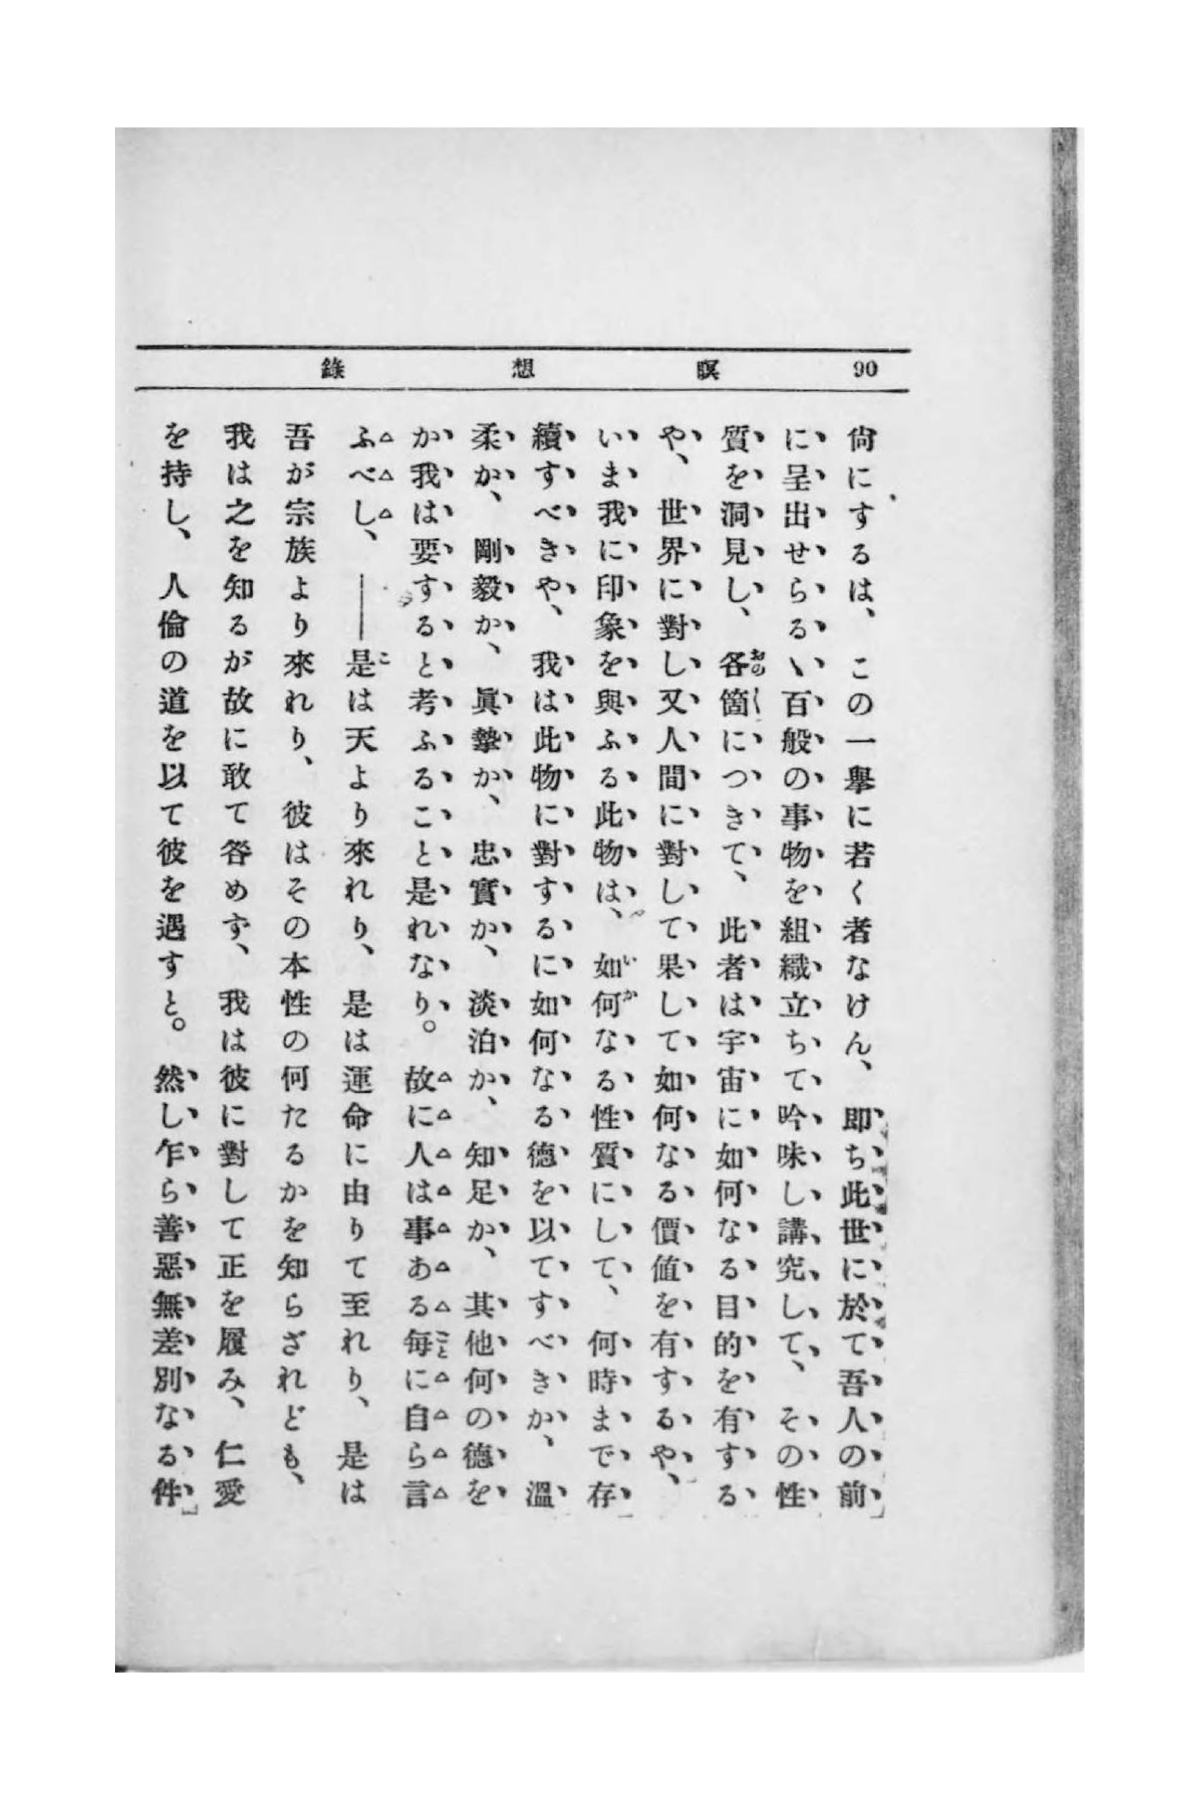 90 瞑想錄
尙にするは、この一擧に若く者なけん、即ち此世に於て吾人の前
に呈出せらるゝ百般の事物を組織立ちて吟味し講究して、その性
質を洞見し、各箇につきて、此者は宇宙に如何なる目的を有する
や、世界に對し又人間に對して果して如何なる價値を有するや、
いま我に印象を與ふる此物は、如何なる性質にして、何時まで存
續すべきや、我は此物に對するに如何なる德を以てすべきか、溫
柔か、剛毅か、眞摯か、忠實か、淡泊か、知足か、其他何の德を
か我は要すると考ふること是れなり。故に人は事ある每に自ら言
ふべし、――是は天より來れり、是は運命に由りて至れり、是は
吾が宗族より來れり、彼はその本性の何たるかを知らざれども、
我は之を知るが故に敢て咎めず、我は彼に對して正を履み、仁愛
を持し、人倫の道を以て彼を遇すと。然し乍ら善惡無差別なる件